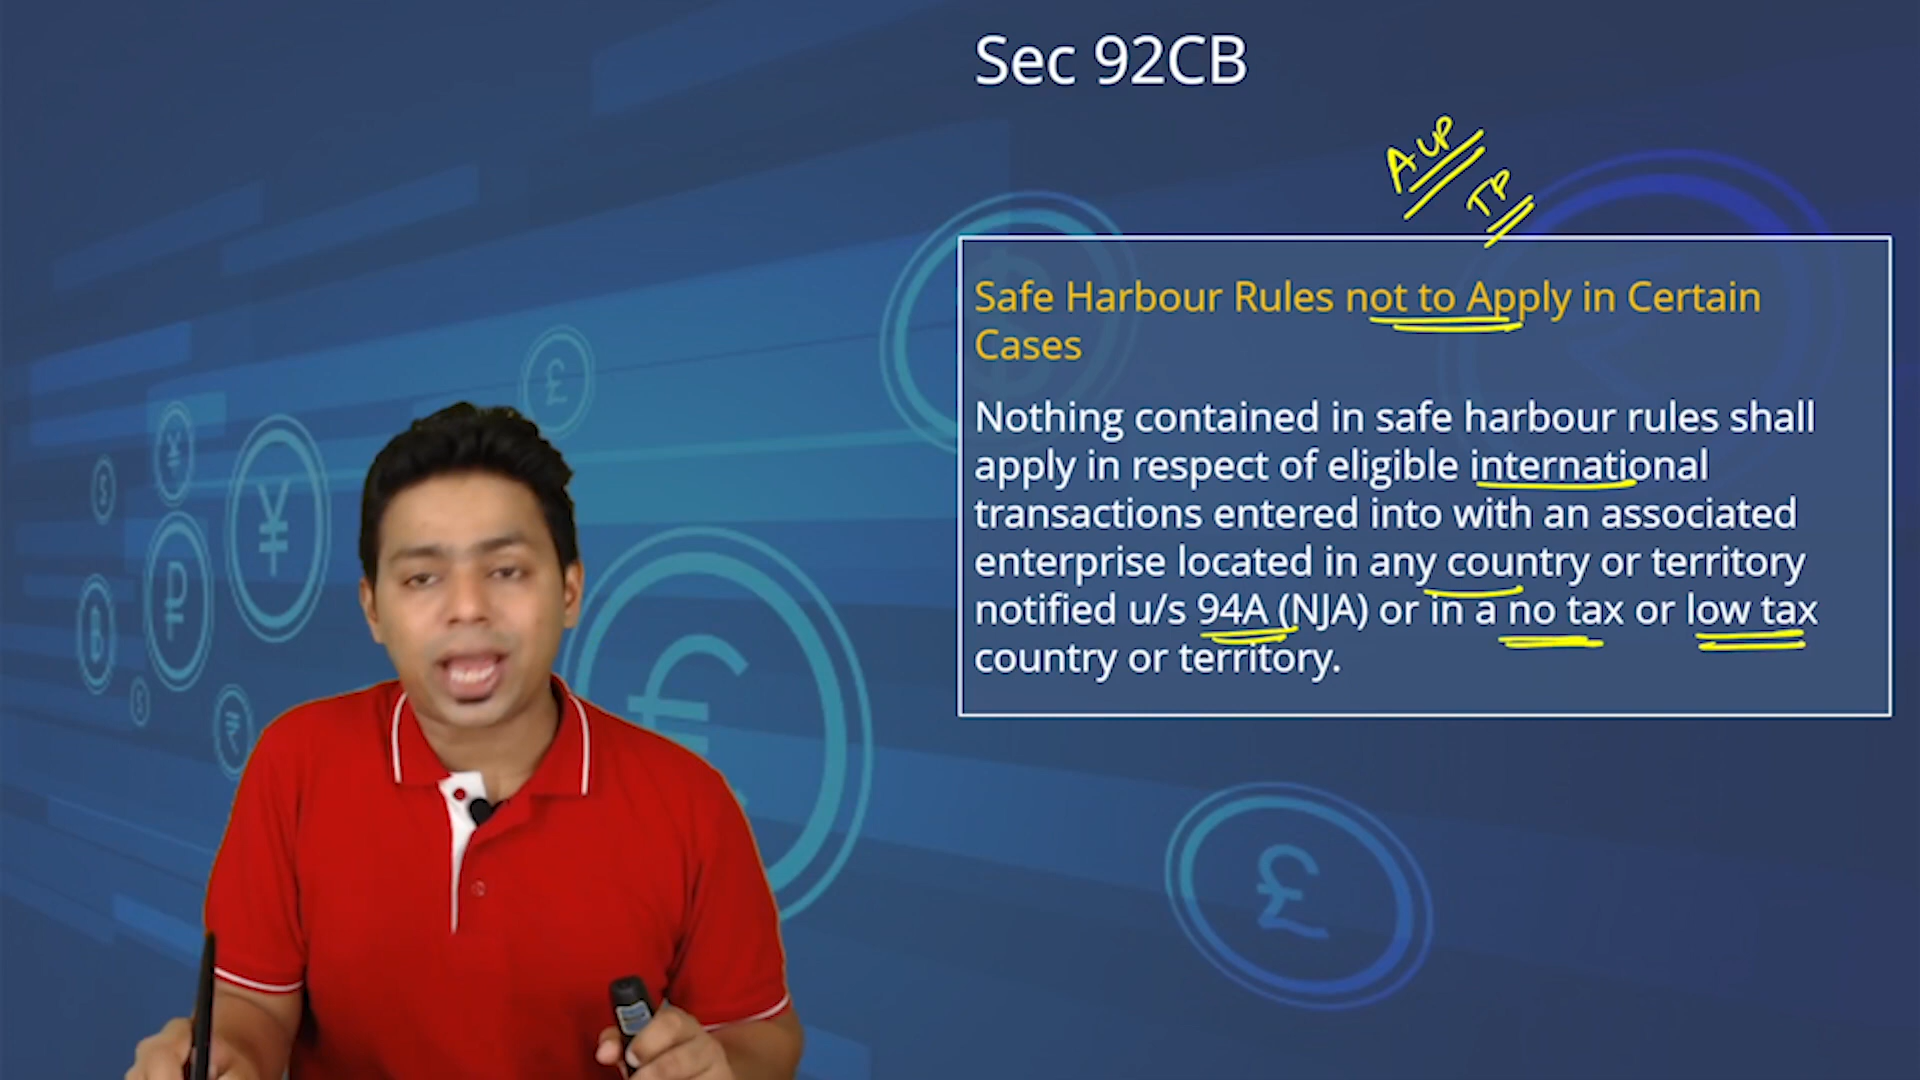 Sec 92CB
ALP
TP
Safe Harbour Rules not to Apply in Certain
Cases
Nothing contained in safe harbour rules shall
apply in respect of eligible international
transactions entered into with an associated
enterprise located in any country or territory
notified u/s 94A (NJA) or in a no tax or low tax
country or territory.